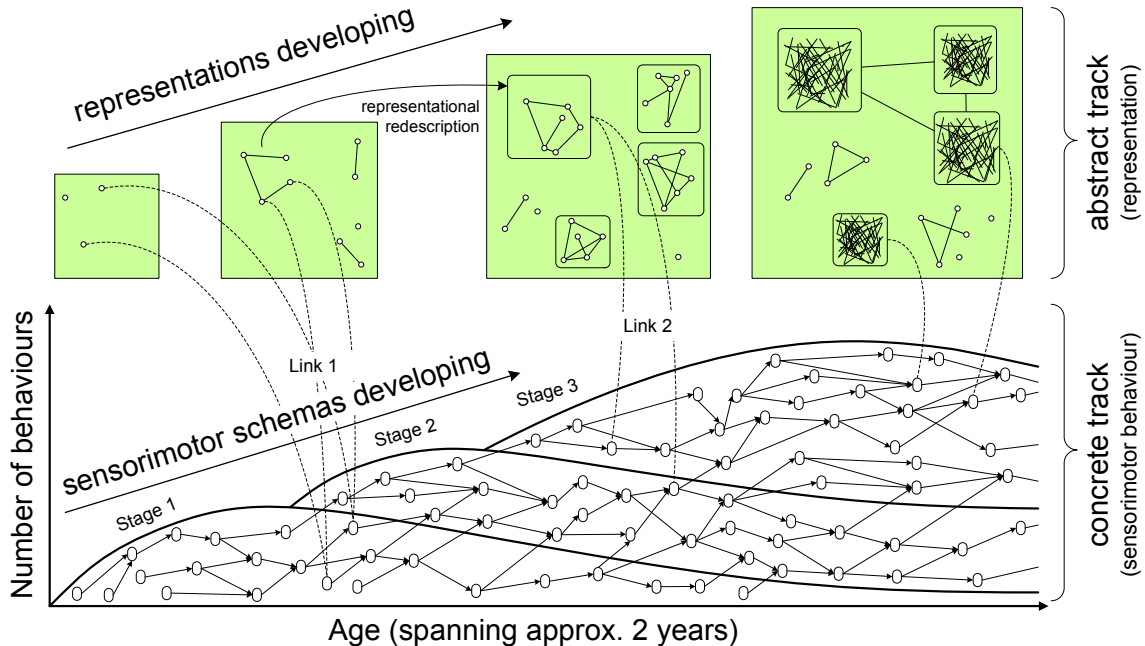 representations developing
representational
redescription
abstract track
(representation)
Number of behaviours
Link 1
Link 2
sensorimotor schemas developing
Stage 1
Stage 2
Stage 3
concrete track
(sensorimotor behaviour)
Age (spanning approx. 2 years)